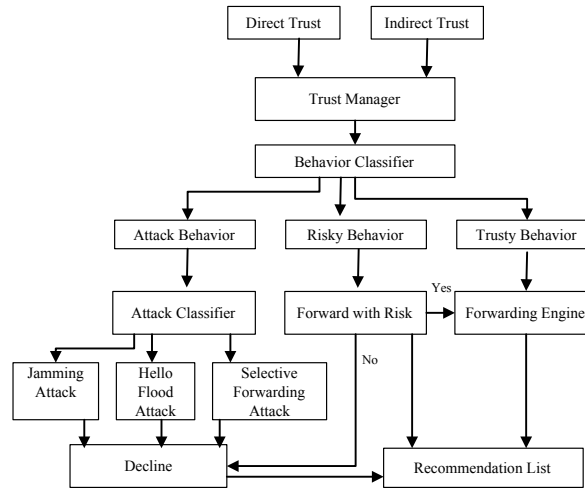 Direct Trust
Indirect Trust
Trust Manager
Behavior Classifier
Attack Behavior
Risky Behavior
Trusty Behavior
Attack Classifier
Forward with Risk
Yes
Forwarding Engine
Jamming
Attack
Hello
Flood
Attack
Selective
Forwarding
Attack
No
Decline
Recommendation List